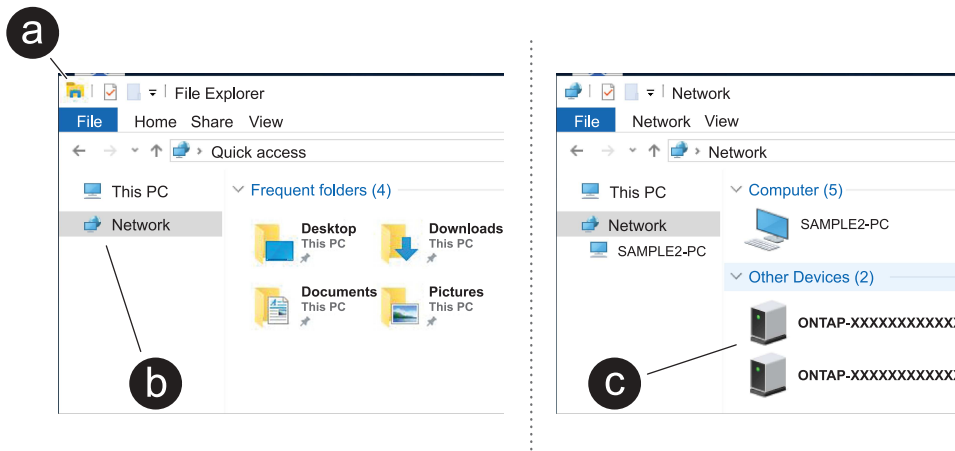 a
File Explorer
File Home Share View
Quick access
This PC
Network
Frequent folders (4)
Desktop
This PC
Downloads
This PC
Documents
This PC
Pictures
This PC
b
Network
File Network View
Network
This PC
Network
SAMPLE2-PC
Computer (5)
SAMPLE2-PC
Other Devices (2)
ONTAP-XXXXXXXXXXX
ONTAP-XXXXXXXXXXX
c